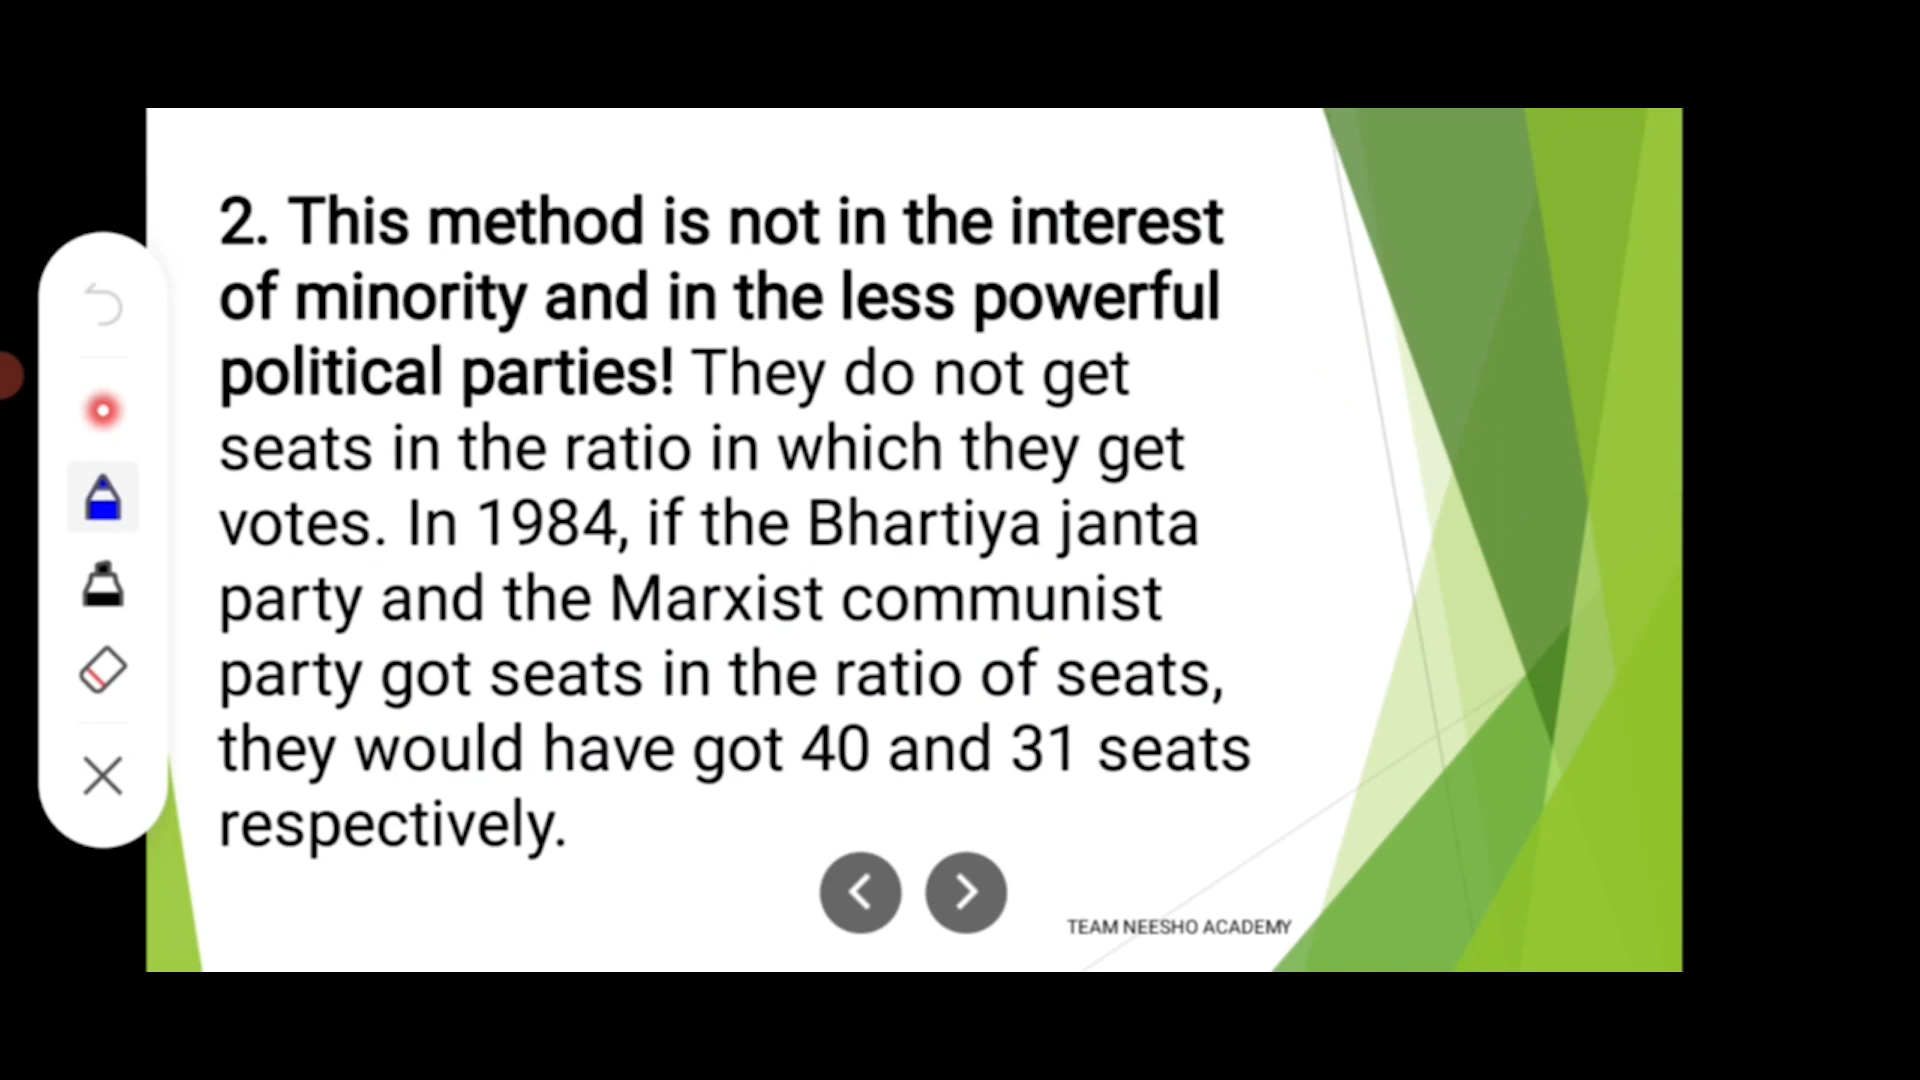 2. This method is not in the interest
of minority and in the less powerful
political parties! They do not get
seats in the ratio in which they get
votes. In 1984, if the Bhartiya janta
party and the Marxist communist
party got seats in the ratio of seats,
they would have got 40 and 31 seats
respectively.
TEAM NEESHO ACADEMY